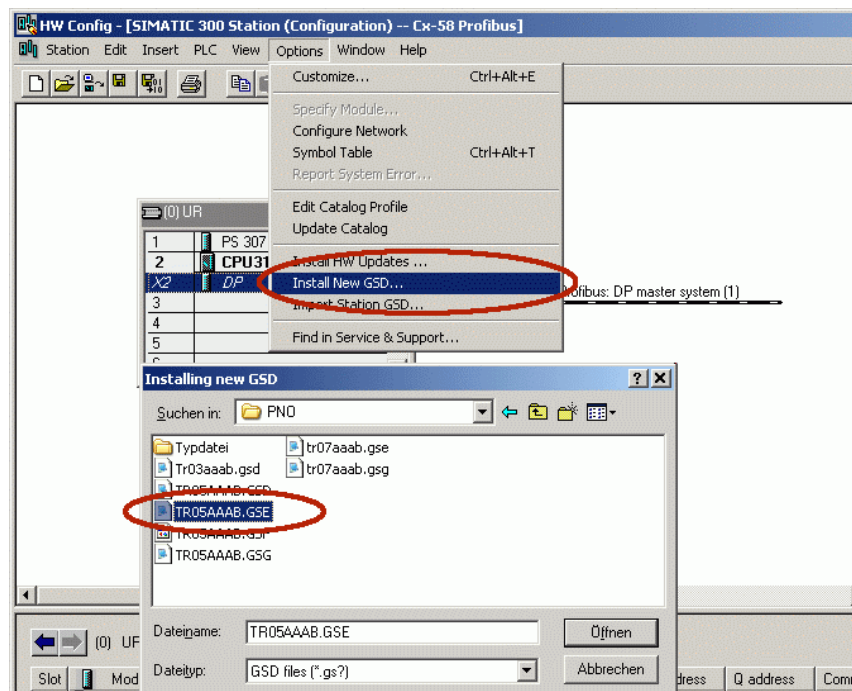 HW Config - [SIMATIC 300 Station (Configuration) -- Cx-58 Profibus]
Station Edit Insert PLC View Options Window Help
Customize... Ctrl+Alt+E
Specify Module...
Configure Network
Symbol Table Ctrl+Alt+T
Report System Error...
Edit Catalog Profile
Update Catalog
Install HW Updates ...
Install New GSD...
Import Station GSD...
Find in Service & Support...
(0) UR
1 PS 307
2 CPU31
X2 DP
3
4
5
Profibus: DP master system (1)
Installing new GSD
Suchen in: PNO
Typdatei
Tr03aaab.gsd
TR05AAAB.GSD
TR05AAAB.GSE
TR05AAAB.GSF
TR05AAAB.GSG
tr07aaab.gse
tr07aaab.gsg
Dateiname: TR05AAAB.GSE Öffnen
Dateityp: GSD files (*.gs?) Abbrechen
(0)
Slot
Q address